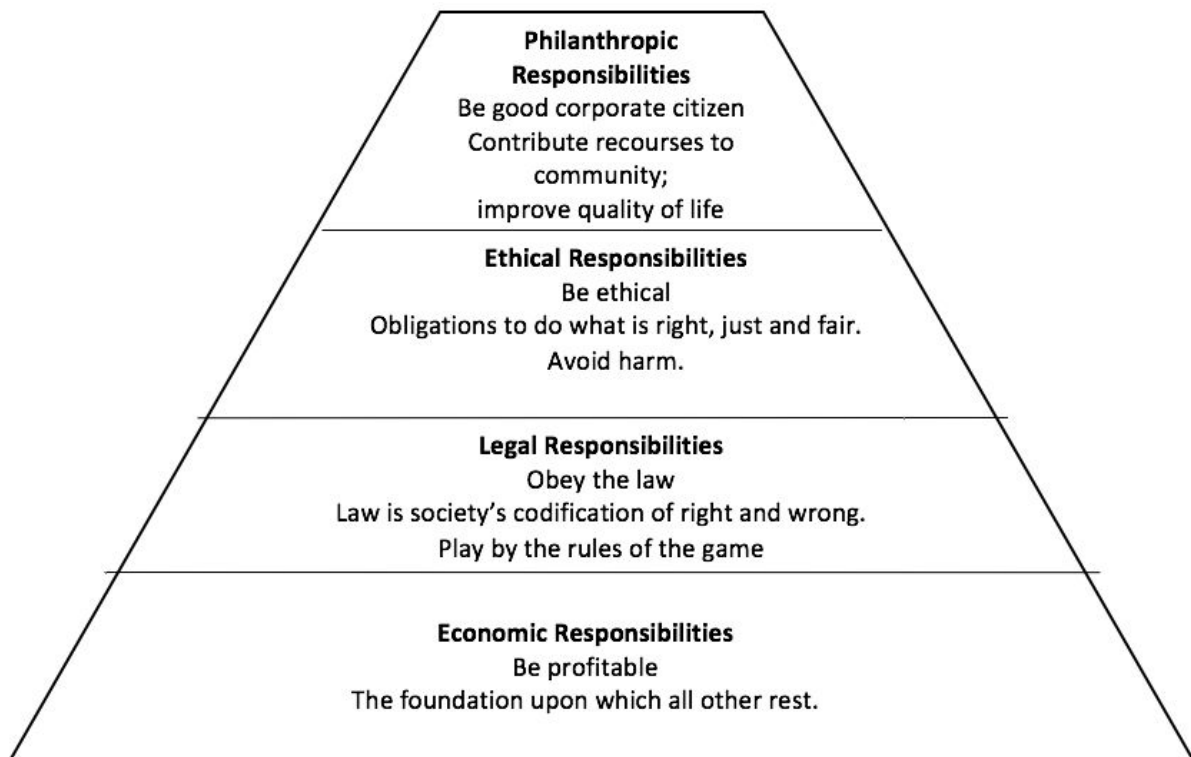 Philanthropic
Responsibilities
Be good corporate citizen
Contribute recourses to
community;
improve quality of life
Ethical Responsibilities
Be ethical
Obligations to do what is right, just and fair.
Avoid harm.
Legal Responsibilities
Obey the law
Law is society’s codification of right and wrong.
Play by the rules of the game
Economic Responsibilities
Be profitable
The foundation upon which all other rest.